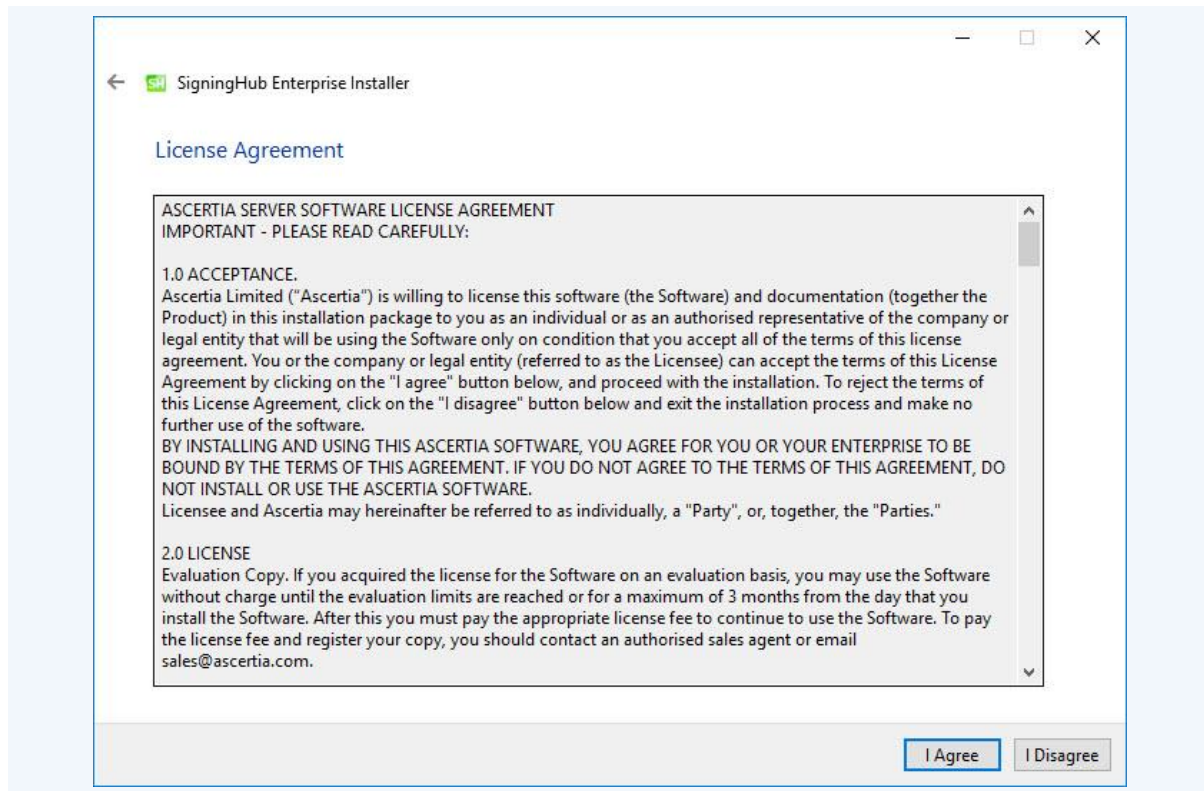 SH SigningHub Enterprise Installer
License Agreement
ASCERTIA SERVER SOFTWARE LICENSE AGREEMENT
IMPORTANT - PLEASE READ CAREFULLY:
1.0 ACCEPTANCE.
Ascertia Limited (“Ascertia”) is willing to license this software (the Software) and documentation (together the
Product) in this installation package to you as an individual or as an authorised representative of the company or
legal entity that will be using the Software only on condition that you accept all of the terms of this license
agreement. You or the company or legal entity (referred to as the Licensee) can accept the terms of this License
Agreement by clicking on the "I agree" button below, and proceed with the installation. To reject the terms of
this License Agreement, click on the "I disagree" button below and exit the installation process and make no
further use of the software.
BY INSTALLING AND USING THIS ASCERTIA SOFTWARE, YOU AGREE FOR YOU OR YOUR ENTERPRISE TO BE
BOUND BY THE TERMS OF THIS AGREEMENT. IF YOU DO NOT AGREE TO THE TERMS OF THIS AGREEMENT, DO
NOT INSTALL OR USE THE ASCERTIA SOFTWARE.
Licensee and Ascertia may hereinafter be referred to as individually, a "Party", or, together, the "Parties."
2.0 LICENSE
Evaluation Copy. If you acquired the license for the Software on an evaluation basis, you may use the Software
without charge until the evaluation limits are reached or for a maximum of 3 months from the day that you
install the Software. After this you must pay the appropriate license fee to continue to use the Software. To pay
the license fee and register your copy, you should contact an authorised sales agent or email
sales@ascertia.com.
I Agree
I Disagree